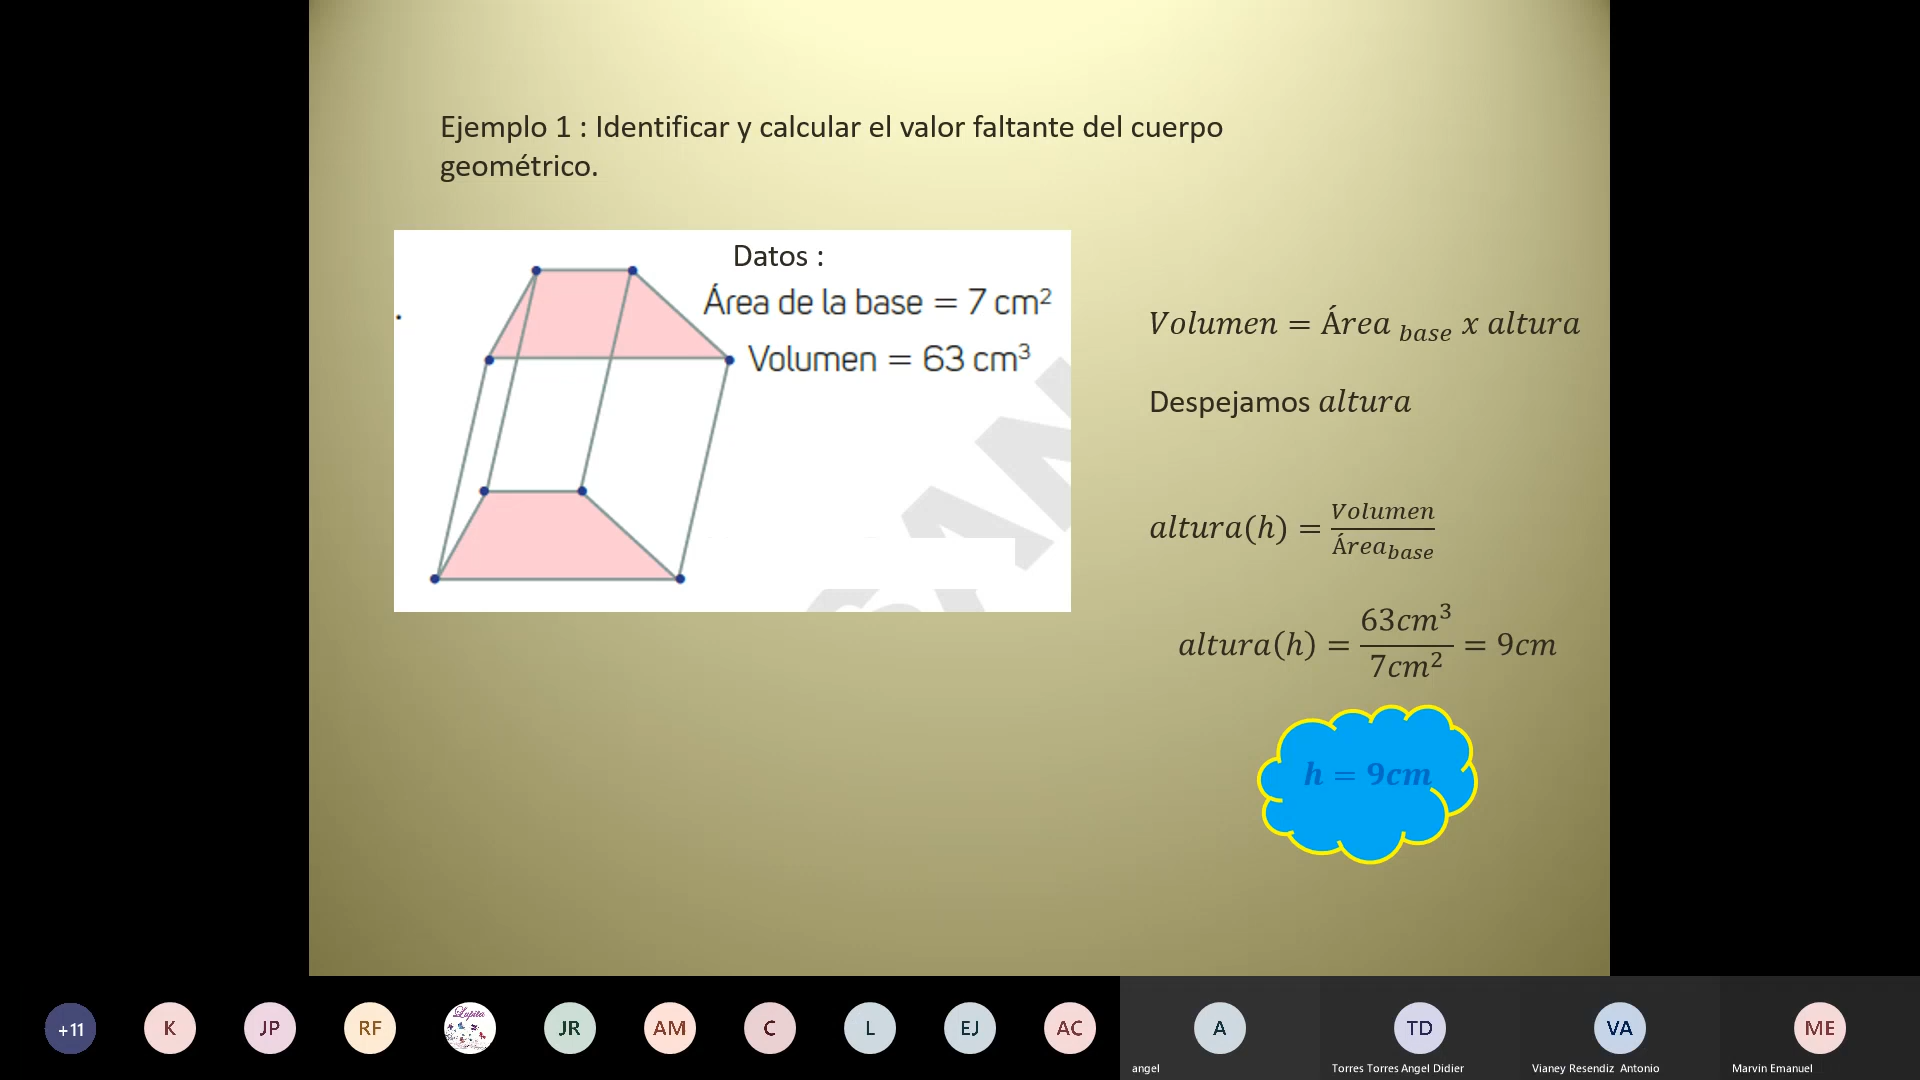 Ejemplo 1 : Identificar y calcular el valor faltante del cuerpo
geométrico.
Datos :
Área de la base = 7 cm²
Volumen = 63 cm³
Volumen = Área base x altura
Despejamos altura
altura(h) = Volumen / Área base
altura(h) = 63cm³ / 7cm² = 9cm
h = 9cm
+11
K
JP
RF
Lupita
JR
AM
C
L
EJ
AC
A
TD
VA
ME
angel
Torres Torres Angel Didier
Vianey Resendiz Antonio
Marvin Emanuel